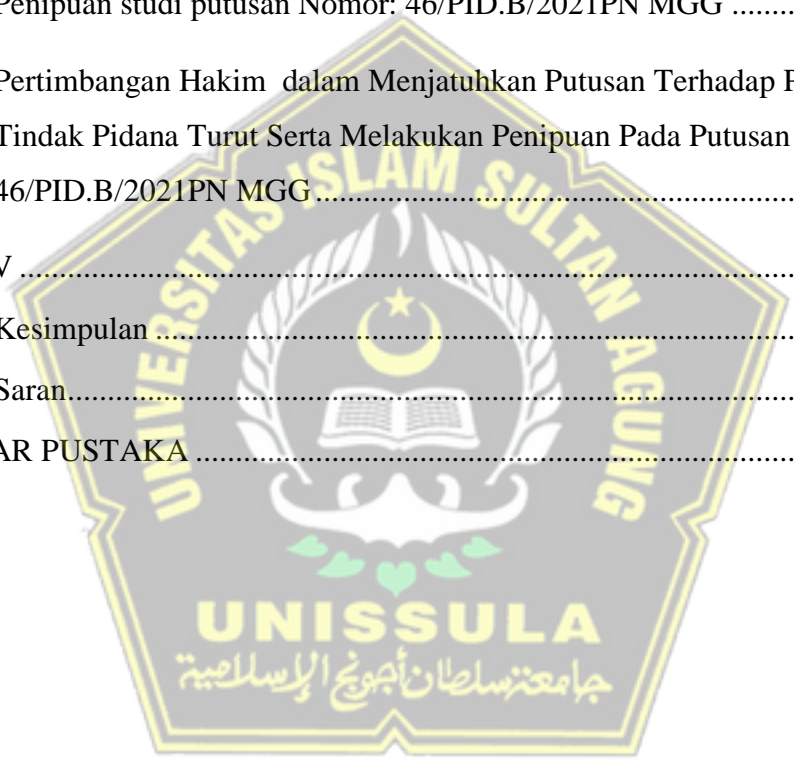 Penipuan studi putusan Nomor: 46/PID.B/2021PN MGG ........
Pertimbangan Hakim dalam Menjatuhkan Putusan Terhadap P
Tindak Pidana Turut Serta Melakukan Penipuan Pada Putusan
46/PID.B/2021PN MGG ........
V ........
Kesimpulan ........
Saran ........
AR PUSTAKA ........
UNIVERSITAS ISLAM SULTAN AGUNG
UNISSULA
جامعة سلطان أجونج الإسلامية